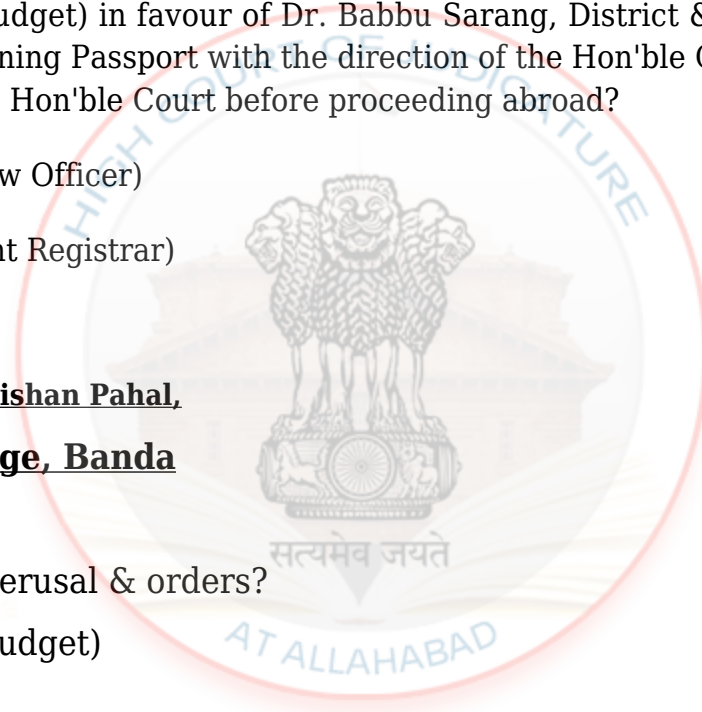 udget) in favour of Dr. Babbu Sarang, District &
ning Passport with the direction of the Hon'ble
Hon'ble Court before proceeding abroad?
w Officer)
nt Registrar)
ishan Pahal,
ge, Banda
erusal & orders?
udget)
HIGH COURT OF JUDICATURE
सत्यमेव जयते
AT ALLAHABAD